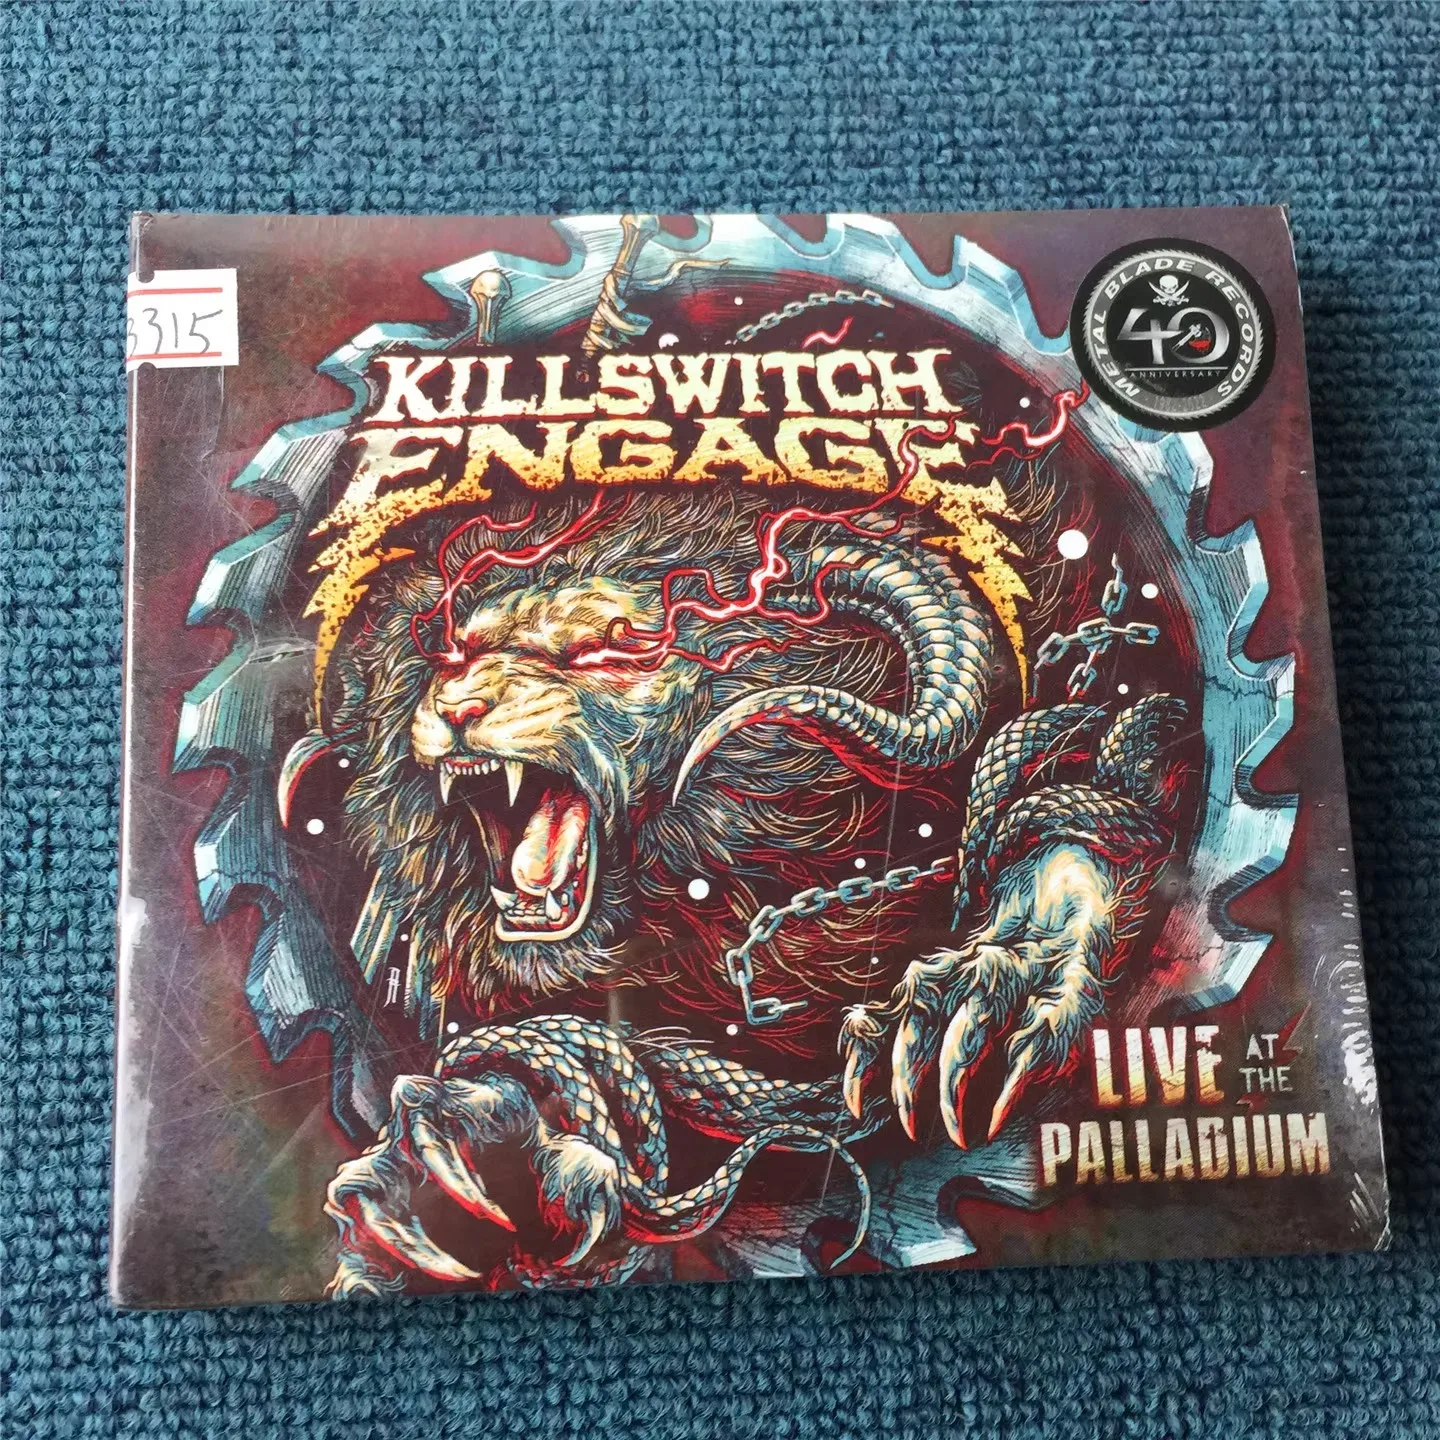 3315
METAL BLADE RECORDS
40
ANNIVERSARY
KILLSWITCH
ENGAGE
LIVE AT THE
PALLADIUM